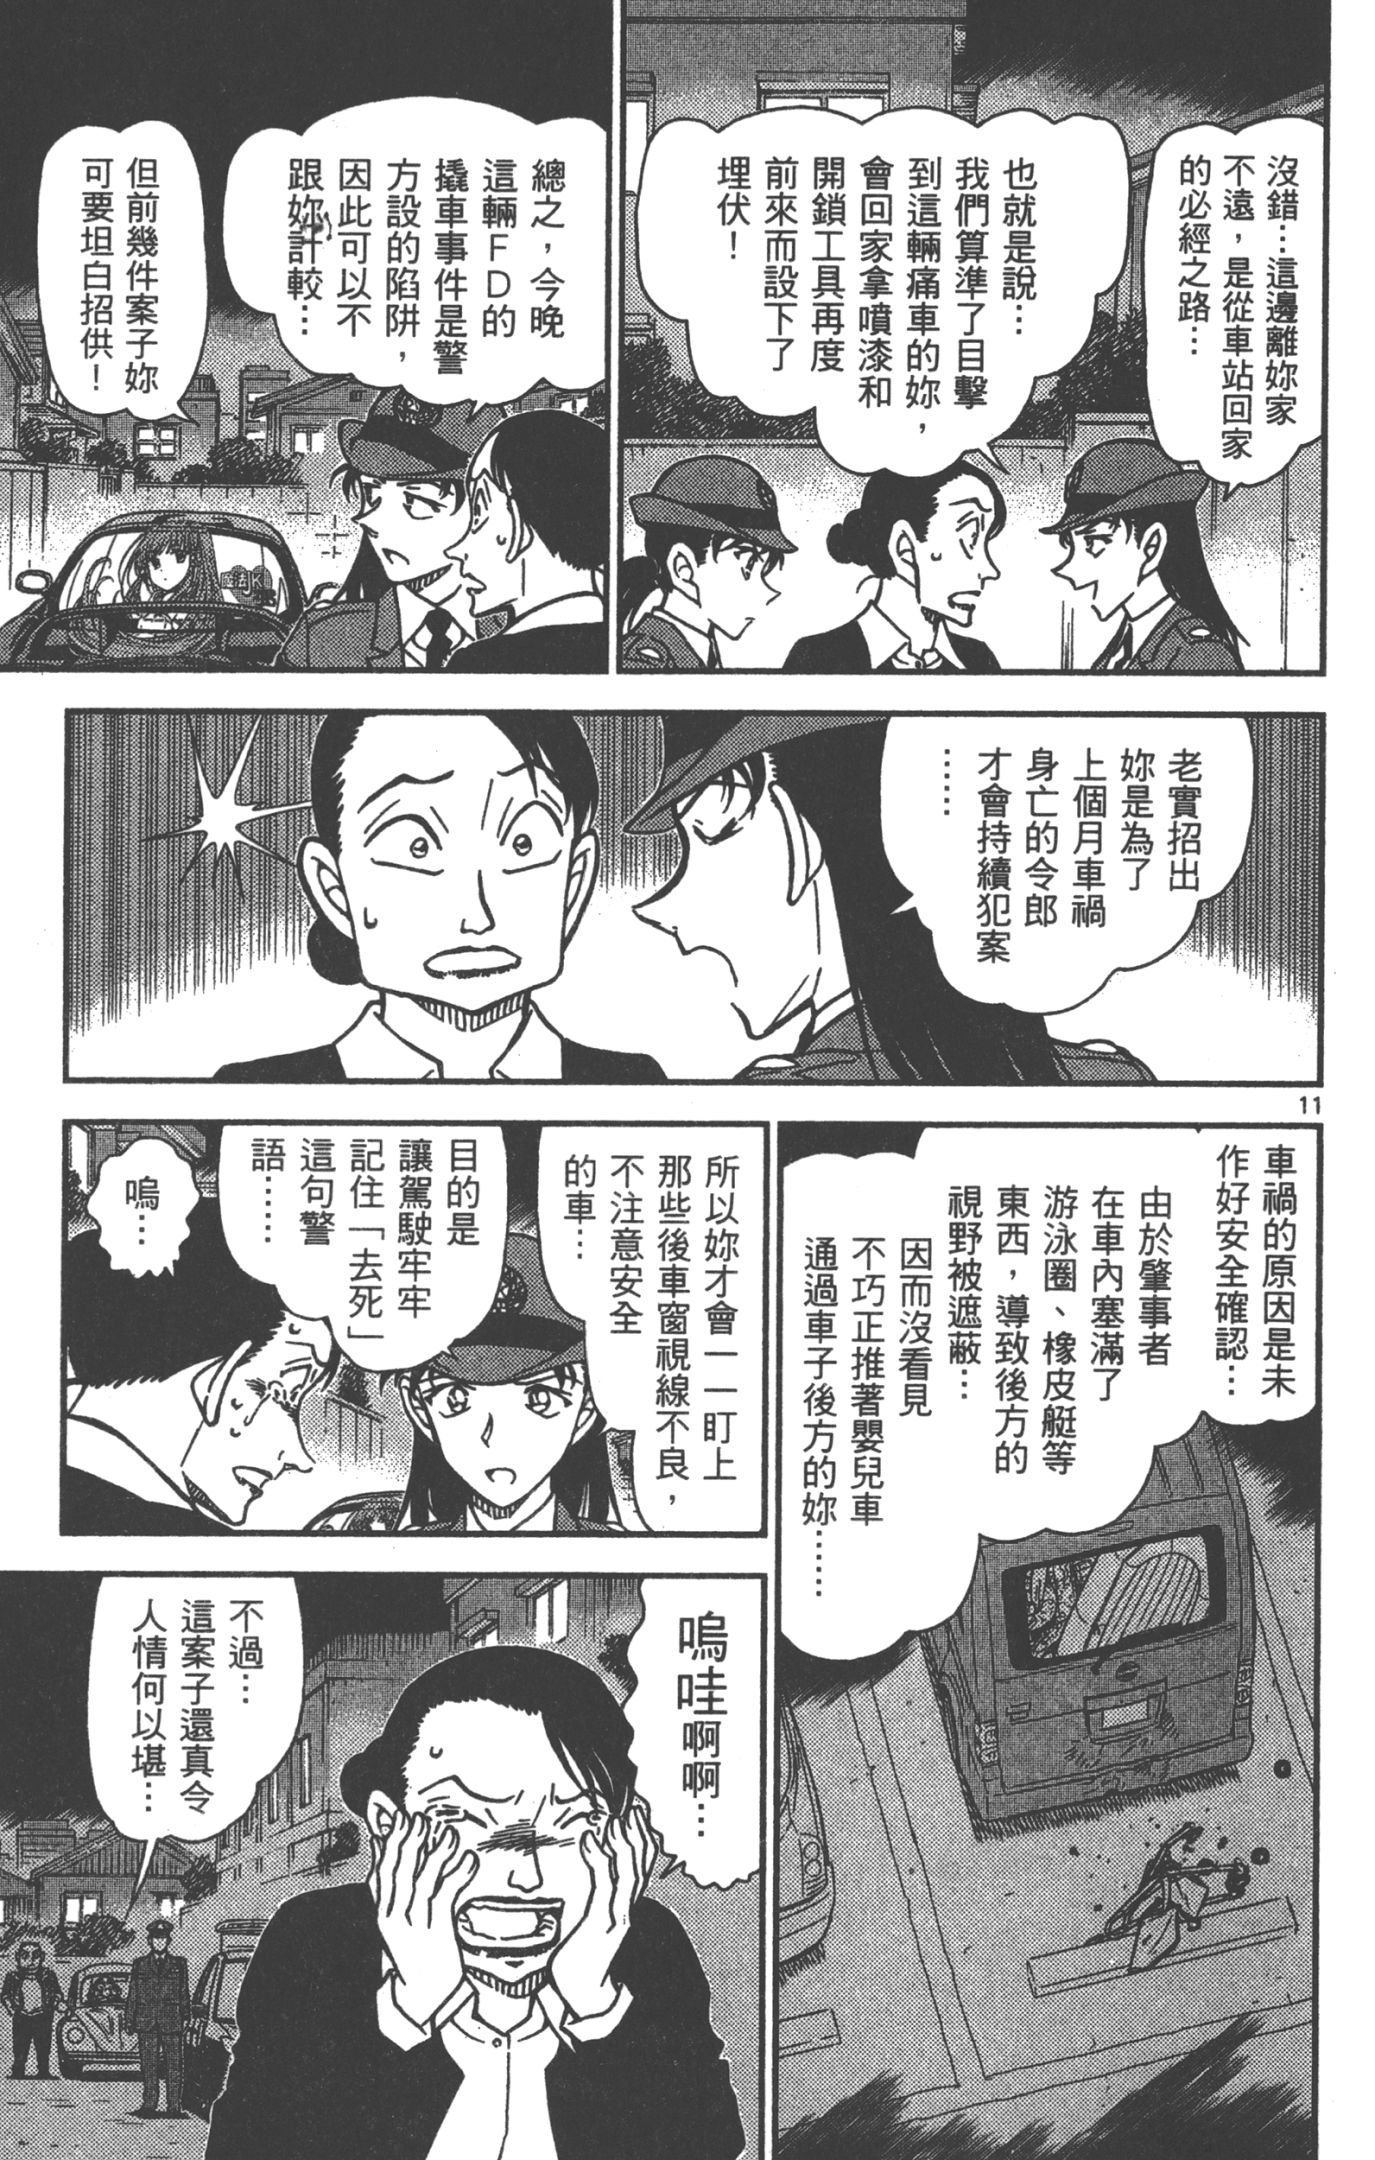 沒錯…這邊離妳家
不遠，是從車站回家
的必經之路…
也就是說…
我們算準了目擊
到這輛痛車的妳，
會回家拿噴漆和
開鎖工具再度
前來而設下了
埋伏！
總之，今晚
這輛FD的
撬車事件是警
方設的陷阱，
因此可以不
跟妳計較…
但前幾件案子妳
可要坦白招供！
老實招出
妳是為了
上個月車禍
身亡的令郎
才會持續犯案
……
11
車禍的原因是未
作好安全確認…
由於肇事者
在車內塞滿了
游泳圈、橡皮艇等
東西，導致後方的
視野被遮蔽…
因而沒看見
不巧正推著嬰兒車
通過車子後方的妳……
所以妳才會一一盯上
那些後車窗視線不良，
不注意安全
的車…
目的是
讓駕駛牢牢
記住「去死」
這句警
語……
嗚…
嗚哇啊啊…
不過…
這案子還真令
人情何以堪…